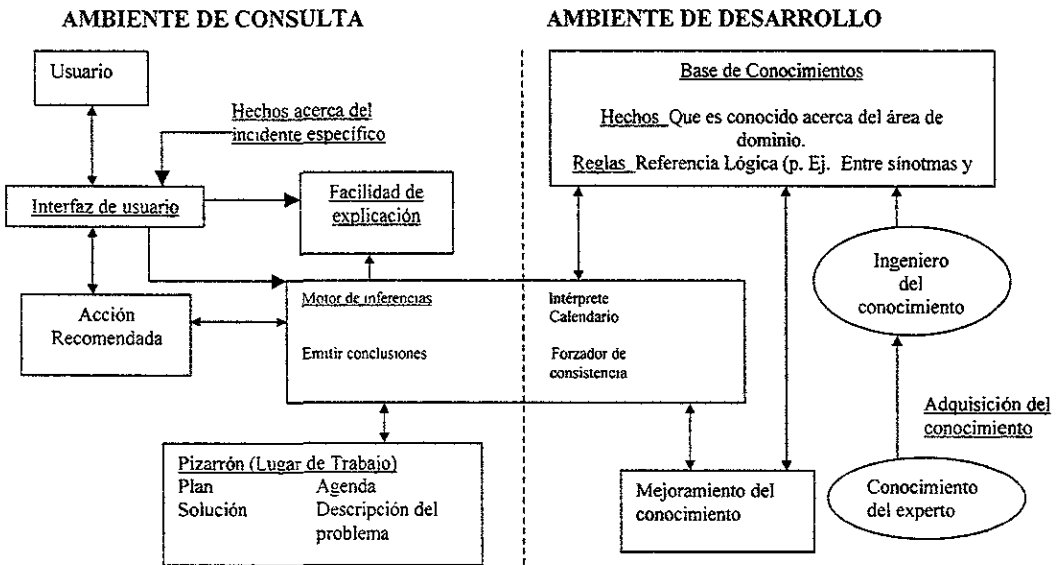 AMBIENTE DE CONSULTA
AMBIENTE DE DESARROLLO
Usuario
Hechos acerca del
incidente específico
Interfaz de usuario
Facilidad de
explicación
Acción
Recomendada
Motor de inferencias
Emitir conclusiones
Intérprete
Calendario
Forzador de
consistencia
Pizarrón (Lugar de Trabajo)
Plan Agenda
Solución Descripción del
problema
Base de Conocimientos
Hechos Que es conocido acerca del área de
dominio.
Reglas Referencia Lógica (p. Ej. Entre sínotmas y
Ingeniero
del
conocimiento
Adquisición del
conocimiento
Mejoramiento del
conocimiento
Conocimiento
del experto